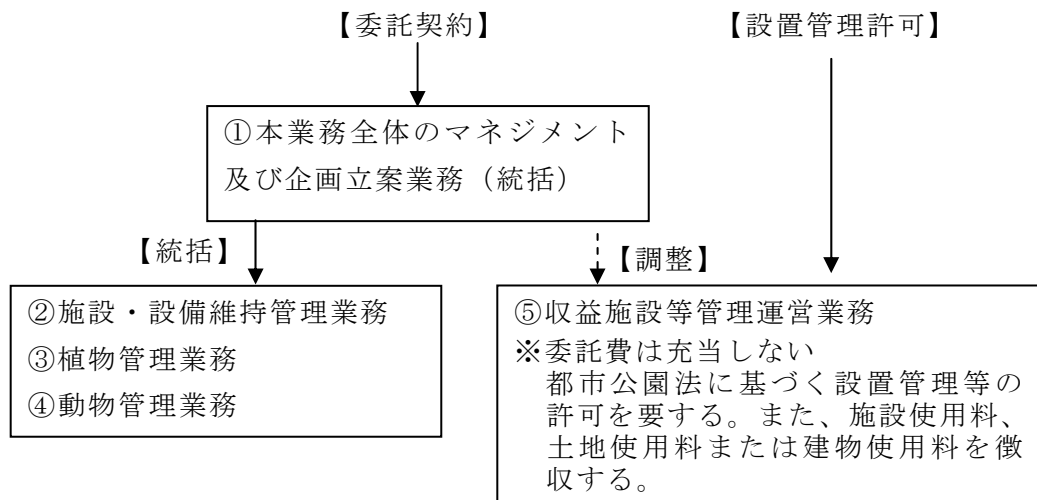 【委託契約】
【設置管理許可】
①本業務全体のマネジメント
及び企画立案業務（統括）
【統括】
【調整】
②施設・設備維持管理業務
③植物管理業務
④動物管理業務
⑤収益施設等管理運営業務
※委託費は充当しない
都市公園法に基づく設置管理等の
許可を要する。また、施設使用料、
土地使用料または建物使用料を徴
収する。